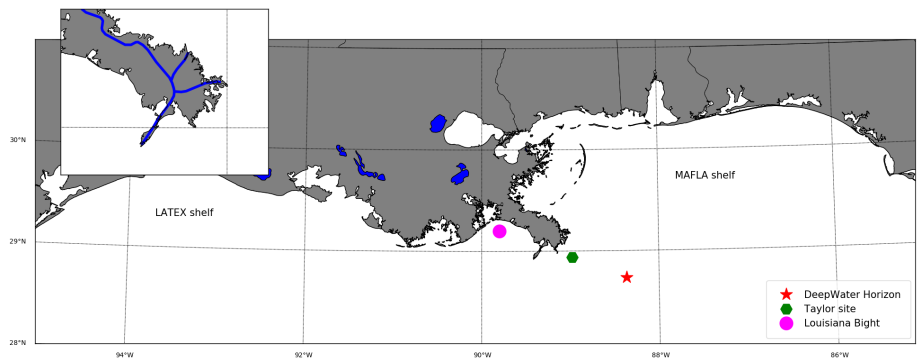 30°N
MAFLA shelf
LATEX shelf
29°N
DeepWater Horizon
Taylor site
Louisiana Bight
28°N
94°W 92°W 90°W 88°W 86°W